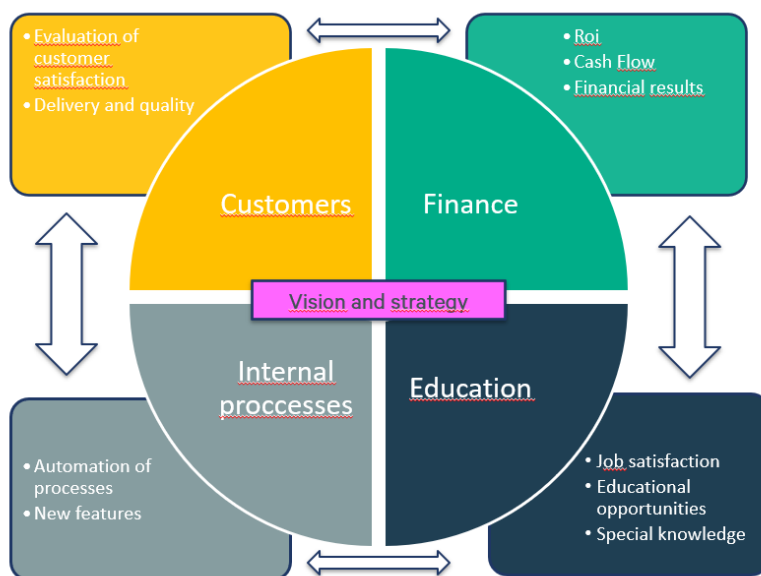 • Evaluation of
customer
satisfaction
• Delivery and quality
• Roi
• Cash Flow
• Financial results
Customers
Finance
Vision and strategy
Internal
proccesses
Education
• Automation of
processes
• New features
• Job satisfaction
• Educational
opportunities
• Special knowledge